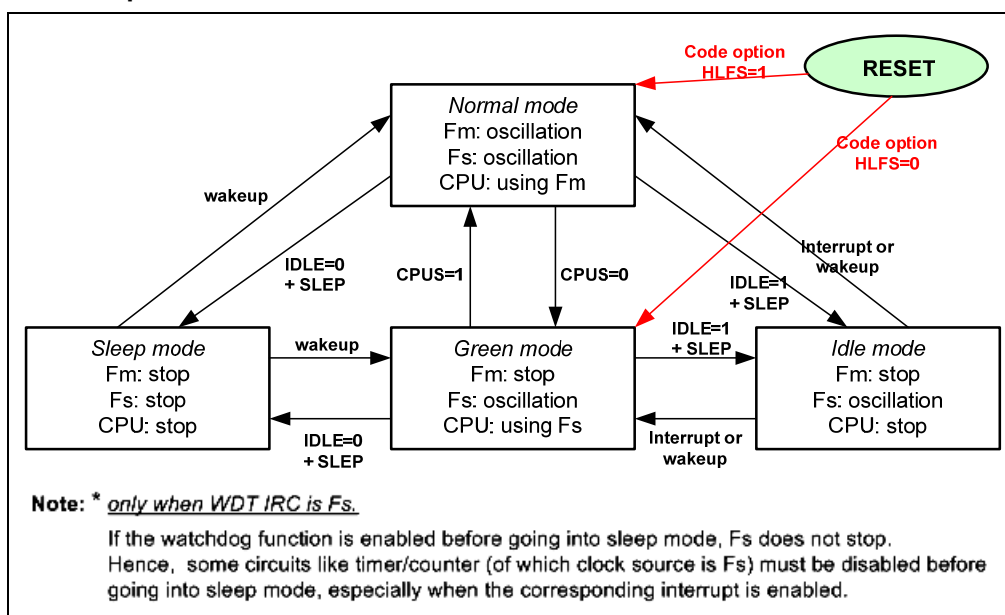 Code option
HLFS=1
RESET
Normal mode
Fm: oscillation
Fs: oscillation
CPU: using Fm
Code option
HLFS=0
wakeup
IDLE=0
+ SLEP
CPUS=1
CPUS=0
Interrupt or
wakeup
IDLE=1
+ SLEP
Sleep mode
Fm: stop
Fs: stop
CPU: stop
wakeup
IDLE=0
+ SLEP
Green mode
Fm: stop
Fs: oscillation
CPU: using Fs
IDLE=1
+ SLEP
Interrupt or
wakeup
Idle mode
Fm: stop
Fs: oscillation
CPU: stop
Note: * only when WDT IRC is Fs.
If the watchdog function is enabled before going into sleep mode, Fs does not stop.
Hence, some circuits like timer/counter (of which clock source is Fs) must be disabled before
going into sleep mode, especially when the corresponding interrupt is enabled.